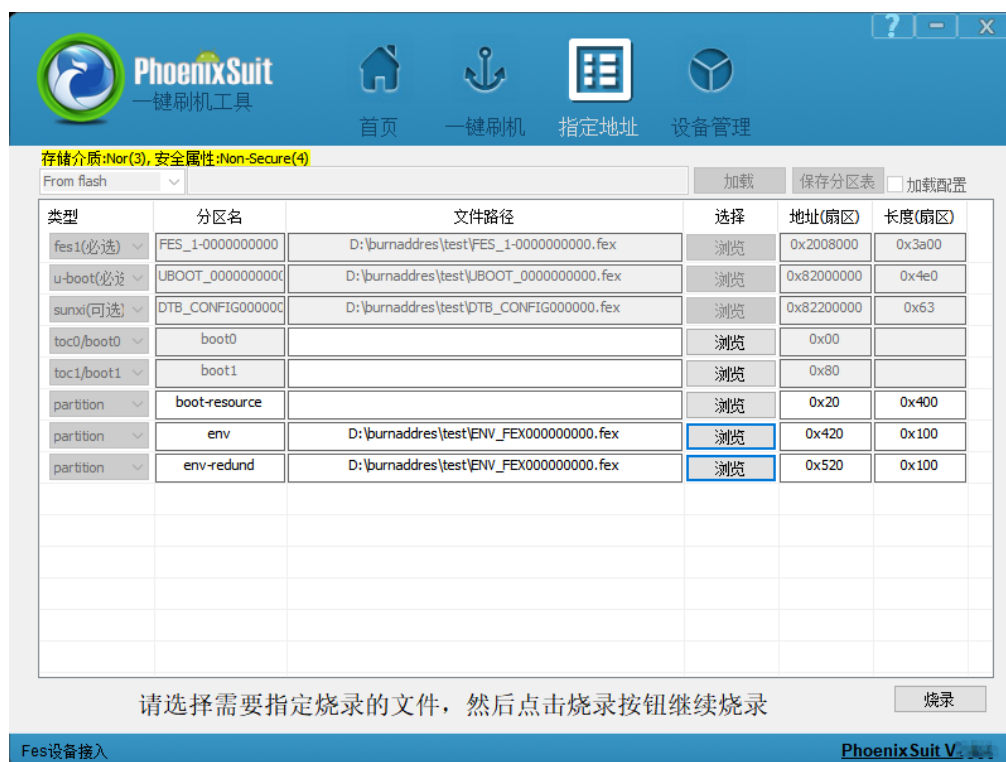 ? - X
PhoenixSuit
一键刷机工具
首页 一键刷机 指定地址 设备管理
存储介质:Nor(3), 安全属性:Non-Secure(4)
From flash 加载 保存分区表 加载配置
类型 分区名 文件路径 选择 地址(扇区) 长度(扇区)
fes1(必选) FES_1-0000000000 D:\burnaddres\test\FES_1-0000000000.fex 浏览 0x2008000 0x3a00
u-boot(必选 UBOOT_0000000000 D:\burnaddres\test\UBOOT_0000000000.fex 浏览 0x82000000 0x4e0
sunxi(可选) DTB_CONFIG000000 D:\burnaddres\test\DTB_CONFIG000000.fex 浏览 0x82200000 0x63
toc0/boot0 boot0 浏览 0x00
toc1/boot1 boot1 浏览 0x80
partition boot-resource 浏览 0x20 0x400
partition env D:\burnaddres\test\ENV_FEX000000000.fex 浏览 0x420 0x100
partition env-redund D:\burnaddres\test\ENV_FEX000000000.fex 浏览 0x520 0x100
请选择需要指定烧录的文件，然后点击烧录按钮继续烧录 烧录
Fes设备接入 PhoenixSuit